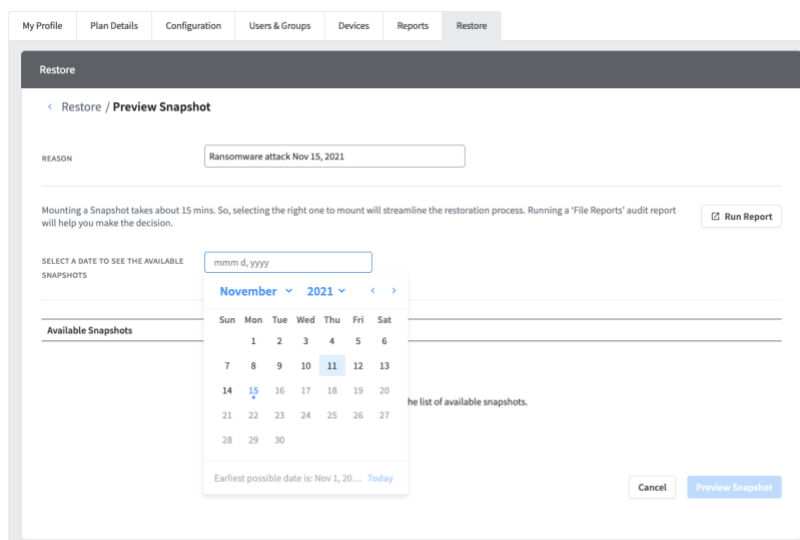 My Profile Plan Details Configuration Users & Groups Devices Reports Restore
Restore
Restore / Preview Snapshot
REASON
Ransomware attack Nov 15, 2021
Mounting a Snapshot takes about 15 mins. So, selecting the right one to mount will streamline the restoration process. Running a 'File Reports' audit report
will help you make the decision.
Run Report
SELECT A DATE TO SEE THE AVAILABLE
SNAPSHOTS
mmm d, yyyy
November 2021
Sun Mon Tue Wed Thu Fri Sat
1 2 3 4 5 6
7 8 9 10 11 12 13
14 15 16 17 18 19 20
21 22 23 24 25 26 27
28 29 30
Earliest possible date is: Nov 1, 20... Today
Available Snapshots
he list of available snapshots.
Cancel
Preview Snapshot